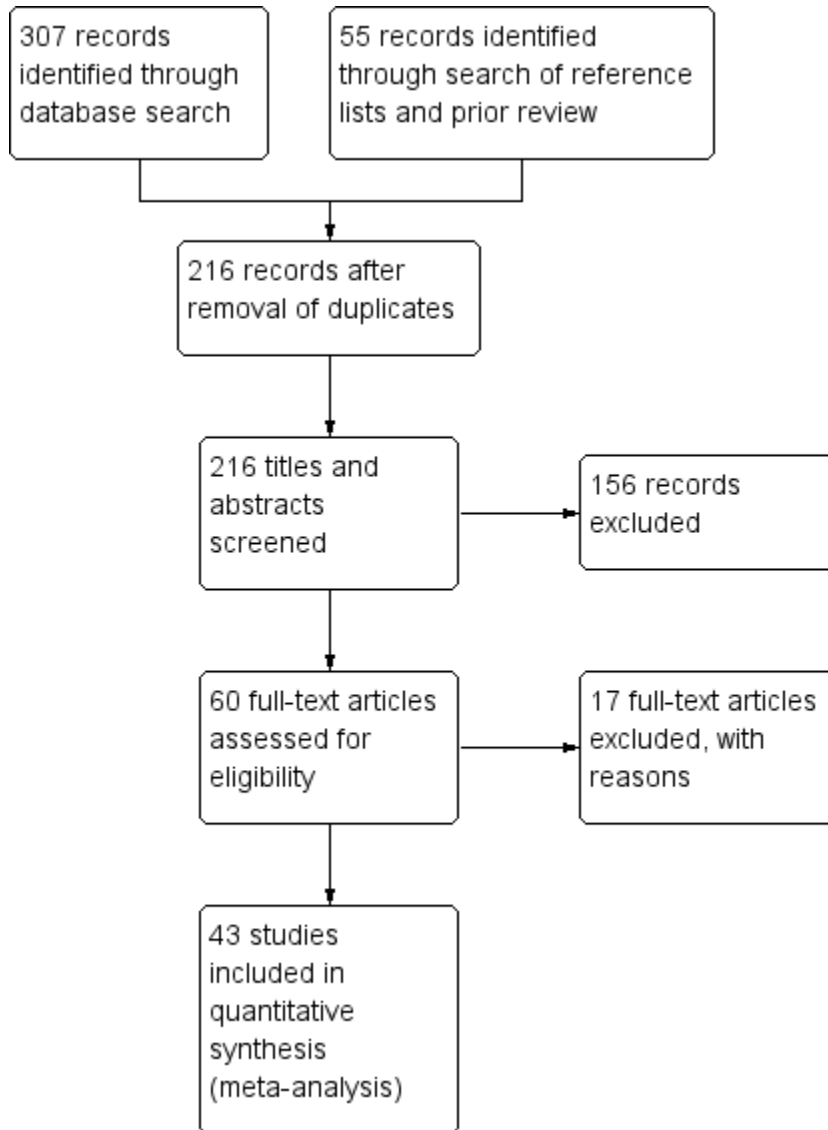 307 records
identified through
database search
55 records identified
through search of reference
lists and prior review
216 records after
removal of duplicates
216 titles and
abstracts
screened
156 records
excluded
60 full-text articles
assessed for
eligibility
17 full-text articles
excluded, with
reasons
43 studies
included in
quantitative
synthesis
(meta-analysis)